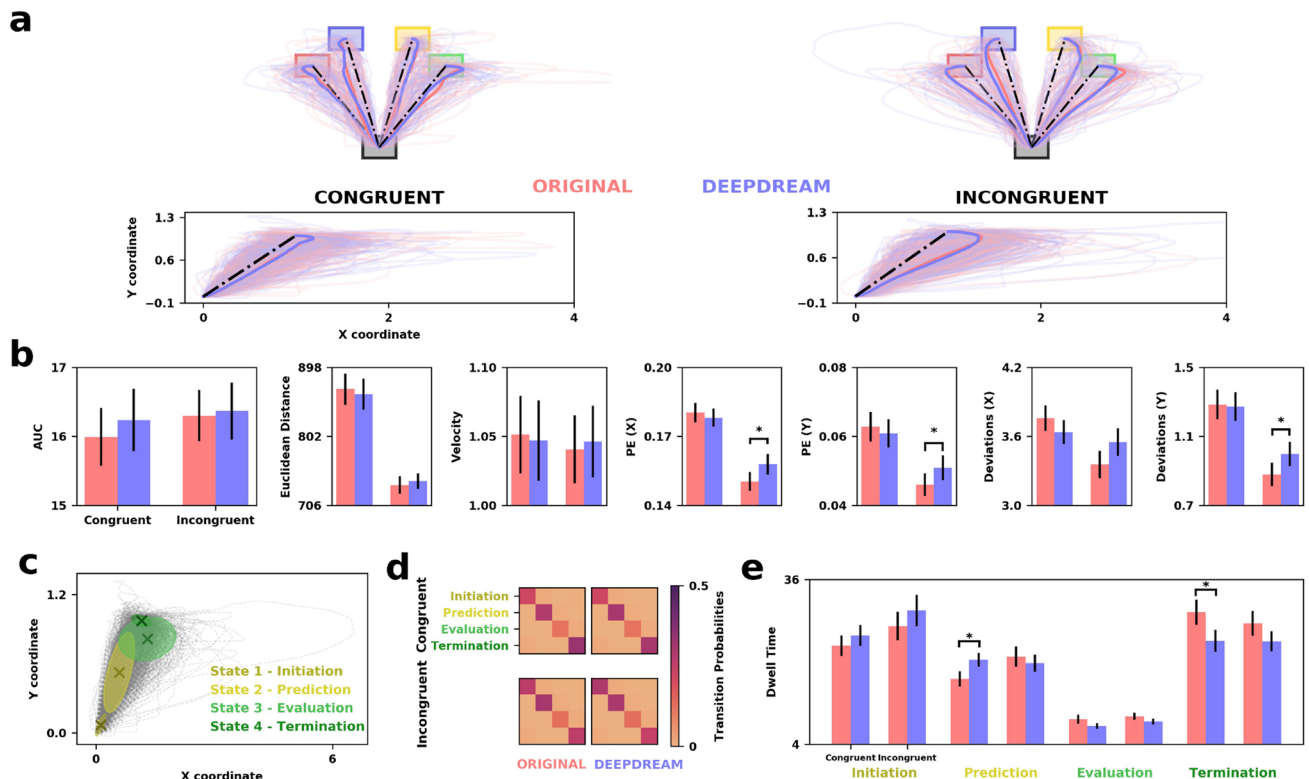 a
CONGRUENT
ORIGINAL
DEEPDREAM
INCONGRUENT
Y coordinate
1.3
0.6
−0.1
0
2
4
X coordinate
1.3
0.6
−0.1
0
2
4
b
AUC
17
16
15
Congruent
Incongruent
Euclidean Distance
898
802
706
Velocity
1.10
1.05
1.00
PE (X)
0.20
0.17
0.14
*
PE (Y)
0.08
0.06
0.04
*
Deviations (X)
4.2
3.6
3.0
Deviations (Y)
1.5
1.1
0.7
*
c
Y coordinate
1.2
0.0
State 1 - Initiation
State 2 - Prediction
State 3 - Evaluation
State 4 - Termination
0
6
X coordinate
d
Congruent
Incongruent
Initiation
Prediction
Evaluation
Termination
0.5
0
Transition Probabilities
ORIGINAL
DEEPDREAM
e
Dwell Time
36
4
*
*
Congruent Incongruent
Initiation
Prediction
Evaluation
Termination